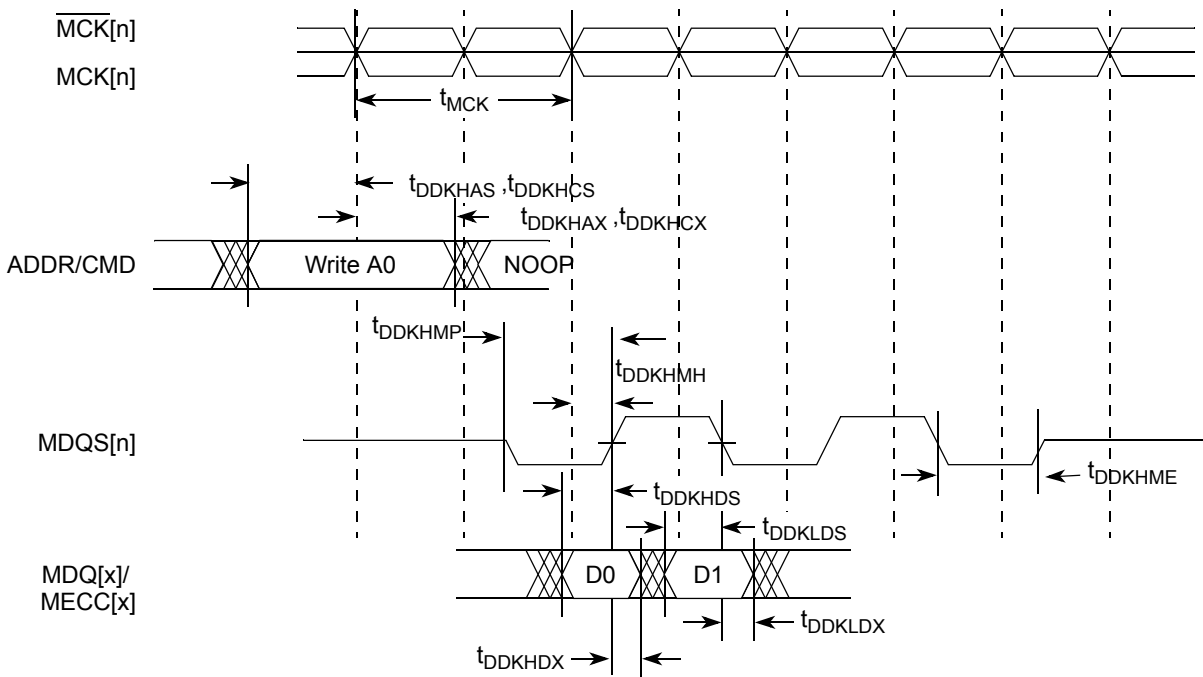 MCK[n]
MCK[n]
tMCK
tDDKHAS ,tDDKHCS
tDDKHAX ,tDDKHCX
ADDR/CMD
Write A0
NOOP
tDDKHMP
tDDKHMH
MDQS[n]
tDDKHME
tDDKHDS
tDDKLDS
MDQ[x]/
MECC[x]
D0
D1
tDDKLDX
tDDKHDX